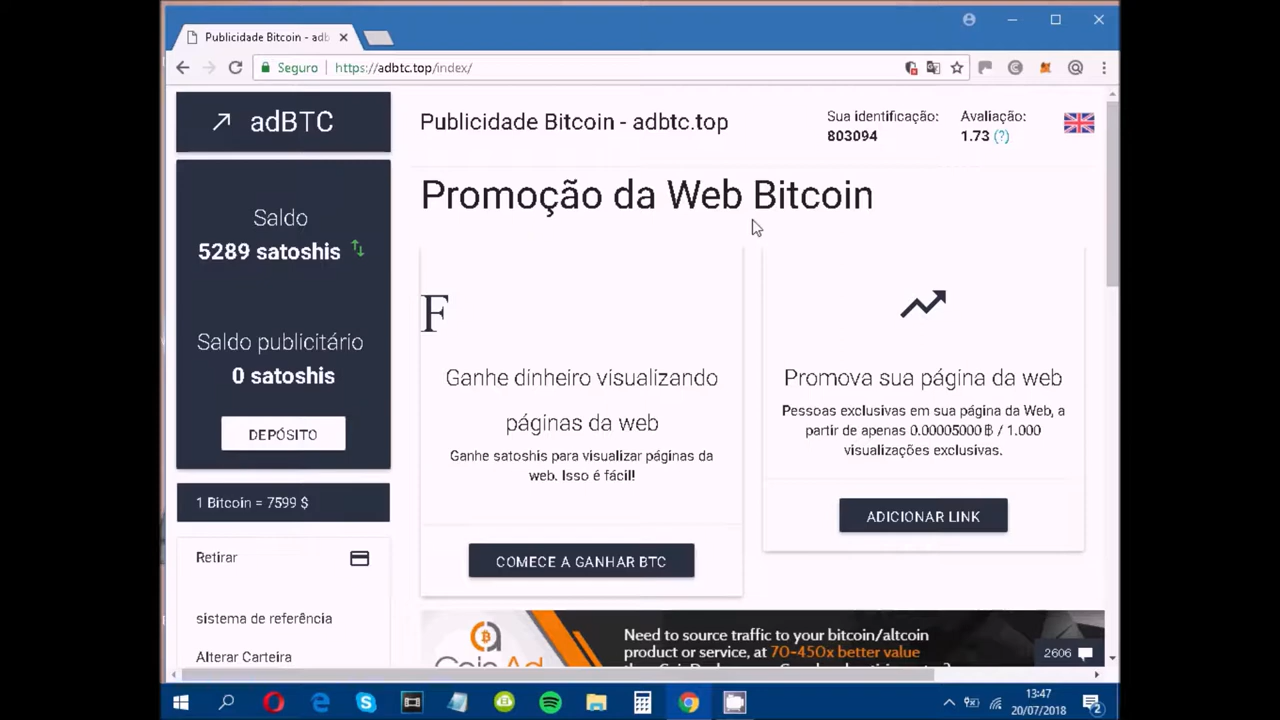 Publicidade Bitcoin - adb
Seguro
https://adbtc.top/index/
adBTC
Publicidade Bitcoin - adbtc.top
Sua identificação:
803094
Avaliação:
1.73 (?)
Promoção da Web Bitcoin
Saldo
5289 satoshis
Saldo publicitário
0 satoshis
DEPÓSITO
1 Bitcoin = 7599 $
Retirar
sistema de referência
Alterar Carteira
F
Ganhe dinheiro visualizando
páginas da web
Ganhe satoshis para visualizar páginas da
web. Isso é fácil!
COMECE A GANHAR BTC
Promova sua página da web
Pessoas exclusivas em sua página da Web, a
partir de apenas 0.00005000 ฿ / 1.000
visualizações exclusivas.
ADICIONAR LINK
Need to source traffic to your bitcoin/altcoin
product or service, at 70-450x better value
2606
13:47
20/07/2018
2